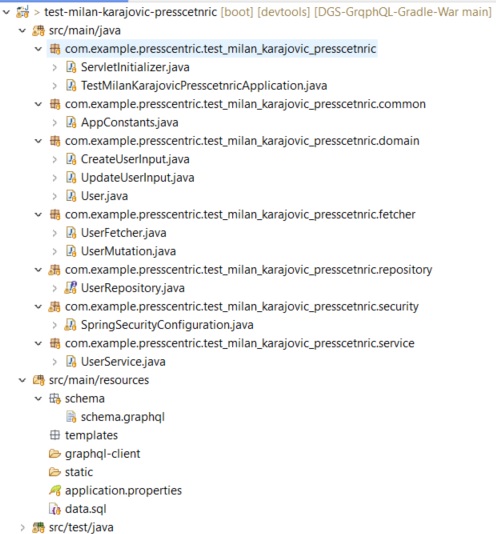 test-milan-karajovic-presscetnric [boot] [devtools] [DGS-GrqphQL-Gradle-War main]
src/main/java
com.example.presscentric.test_milan_karajovic_presscetnric
ServletInitializer.java
TestMilanKarajovicPresscetnricApplication.java
com.example.presscentric.test_milan_karajovic_presscetnric.common
AppConstants.java
com.example.presscentric.test_milan_karajovic_presscetnric.domain
CreateUserInput.java
UpdateUserInput.java
User.java
com.example.presscentric.test_milan_karajovic_presscetnric.fetcher
UserFetcher.java
UserMutation.java
com.example.presscentric.test_milan_karajovic_presscetnric.repository
UserRepository.java
com.example.presscentric.test_milan_karajovic_presscetnric.security
SpringSecurityConfiguration.java
com.example.presscentric.test_milan_karajovic_presscetnric.service
UserService.java
src/main/resources
schema
schema.graphql
templates
graphql-client
static
application.properties
data.sql
src/test/java